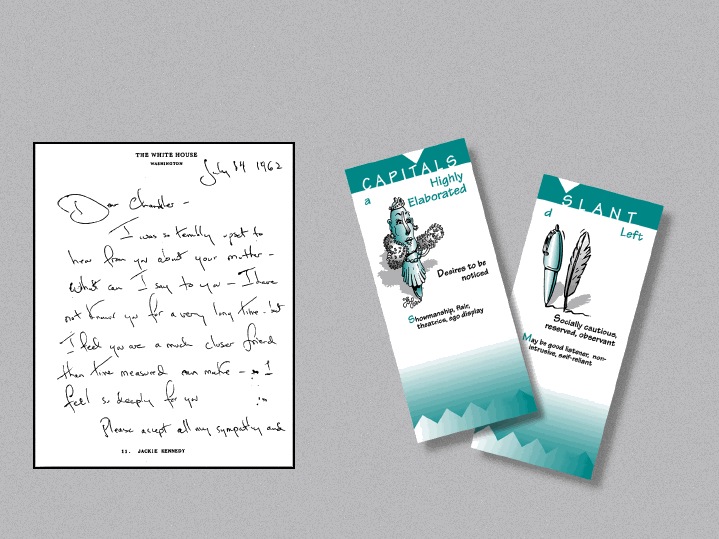 THE WHITE HOUSE
WASHINGTON
July 14 1962
Dear Chandler –
I was so terribly upset to
hear from you about your mother –
What can I say to you – I have
not known you for a very long time – but
I feel you are a much closer friend
than time measured can make – I
feel so deeply for you
Please accept all my sympathy and
11. JACKIE KENNEDY
CAPITALS
a
Highly
Elaborated
Desires to be
noticed
Showmanship, flair,
theatrics, ego display
SLANT
d
Left
Socially cautious,
reserved, observant
May be good listener, non-
intrusive, self-reliant